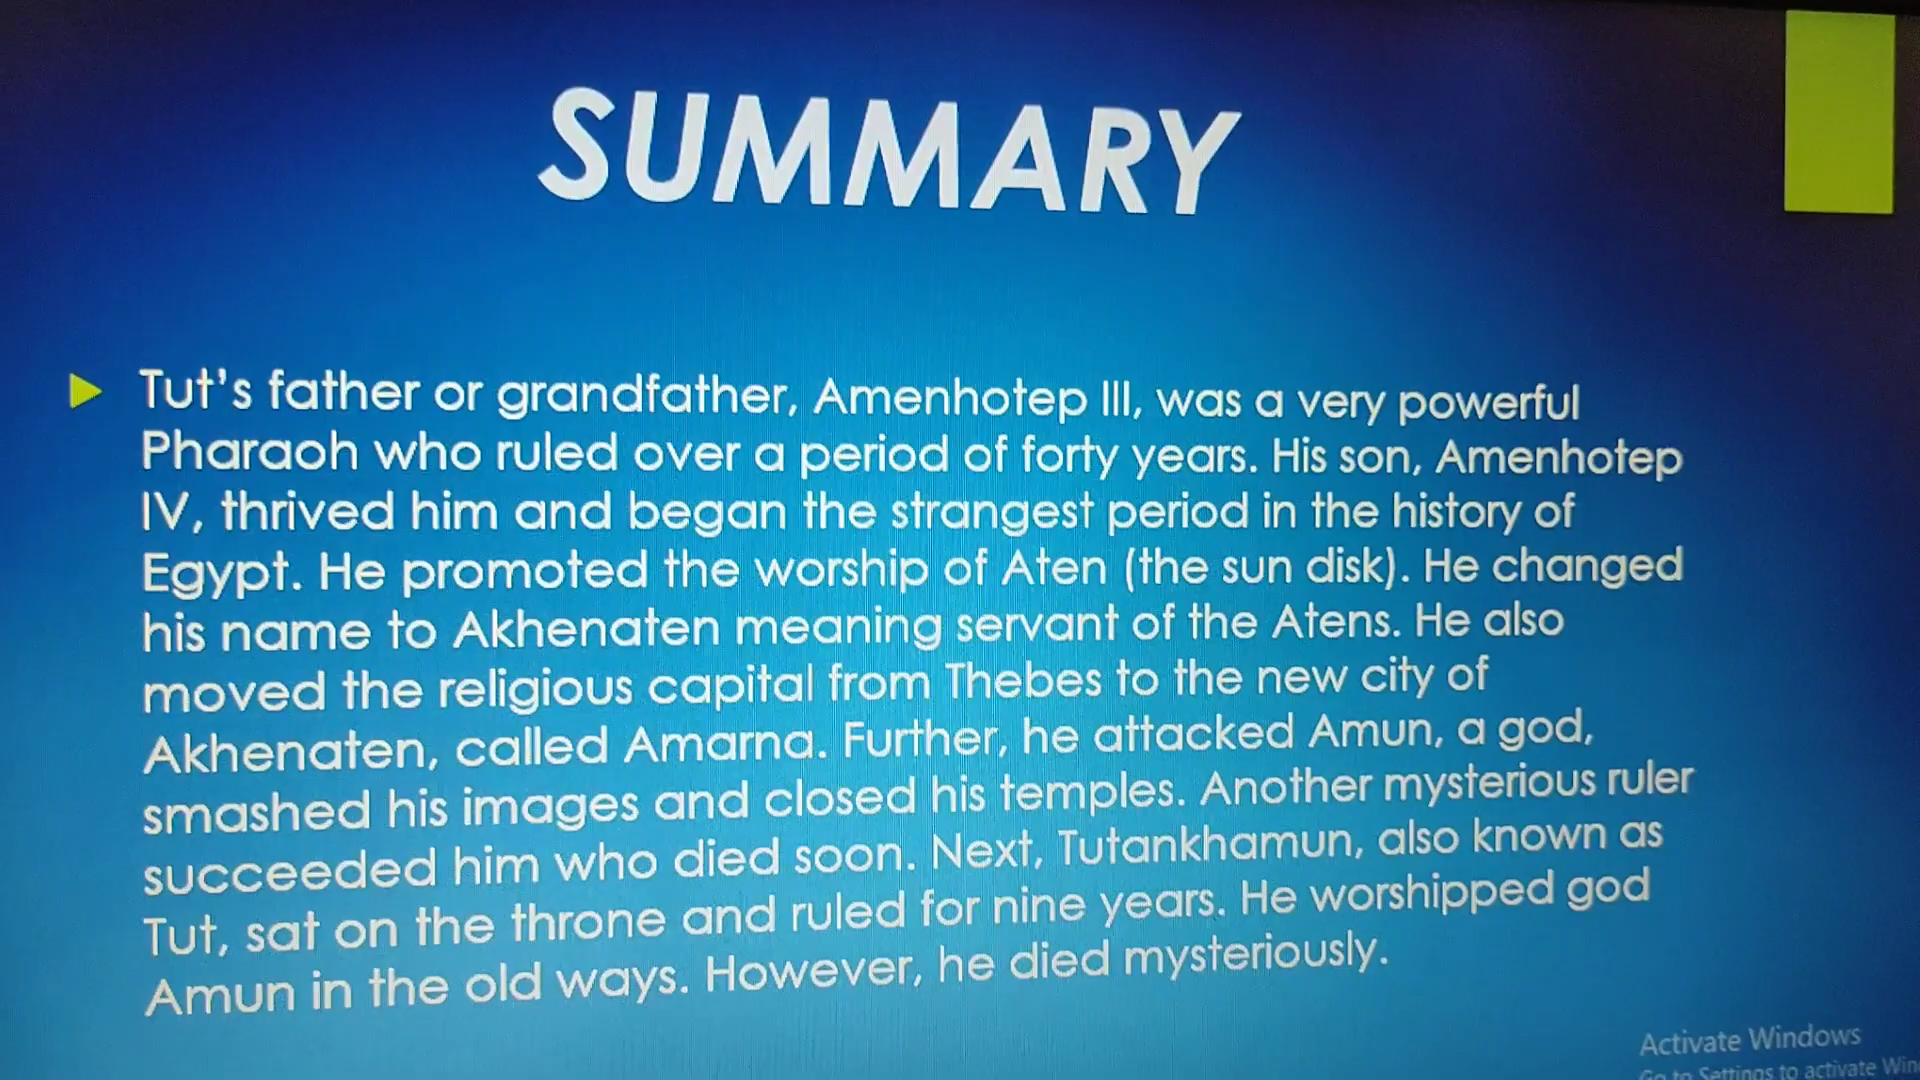 SUMMARY
Tut's father or grandfather, Amenhotep III, was a very powerful
Pharaoh who ruled over a period of forty years. His son, Amenhotep
IV, thrived him and began the strangest period in the history of
Egypt. He promoted the worship of Aten (the sun disk). He changed
his name to Akhenaten meaning servant of the Atens. He also
moved the religious capital from Thebes to the new city of
Akhenaten, called Amarna. Further, he attacked Amun, a god,
smashed his images and closed his temples. Another mysterious ruler
succeeded him who died soon. Next, Tutankhamun, also known as
Tut, sat on the throne and ruled for nine years. He worshipped god
Amun in the old ways. However, he died mysteriously.
Activate Windows
Go to Settings to activate Win